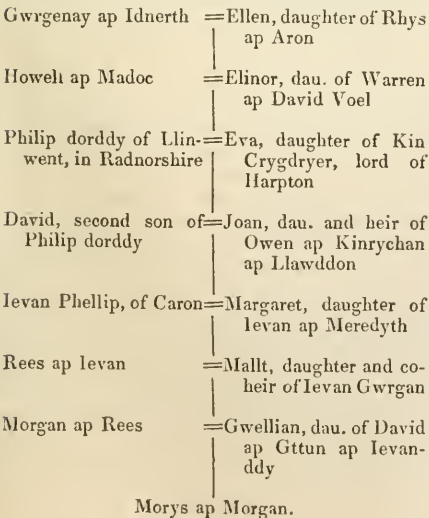 Gwrgenay ap Idnerth =Ellen, daughter of Rhys
ap Aron
Howell ap Madoc =Elinor, dau. of Warren
ap David Voel
Philip dorddy of Llin-=Eva, daughter of Kin
went, in Radnorshire Crygdryer, lord of
Harpton
David, second son of=Joan, dau. and heir of
Philip dorddy Owen ap Kinrychan
ap Llawddon
Ievan Phellip, of Caron=Margaret, daughter of
Ievan ap Meredyth
Rees ap Ievan =Mallt, daughter and co-
heir of Ievan Gwrgan
Morgan ap Rees =Gwellian, dau. of David
ap Gttun ap Ievan-
ddy
Morys ap Morgan.